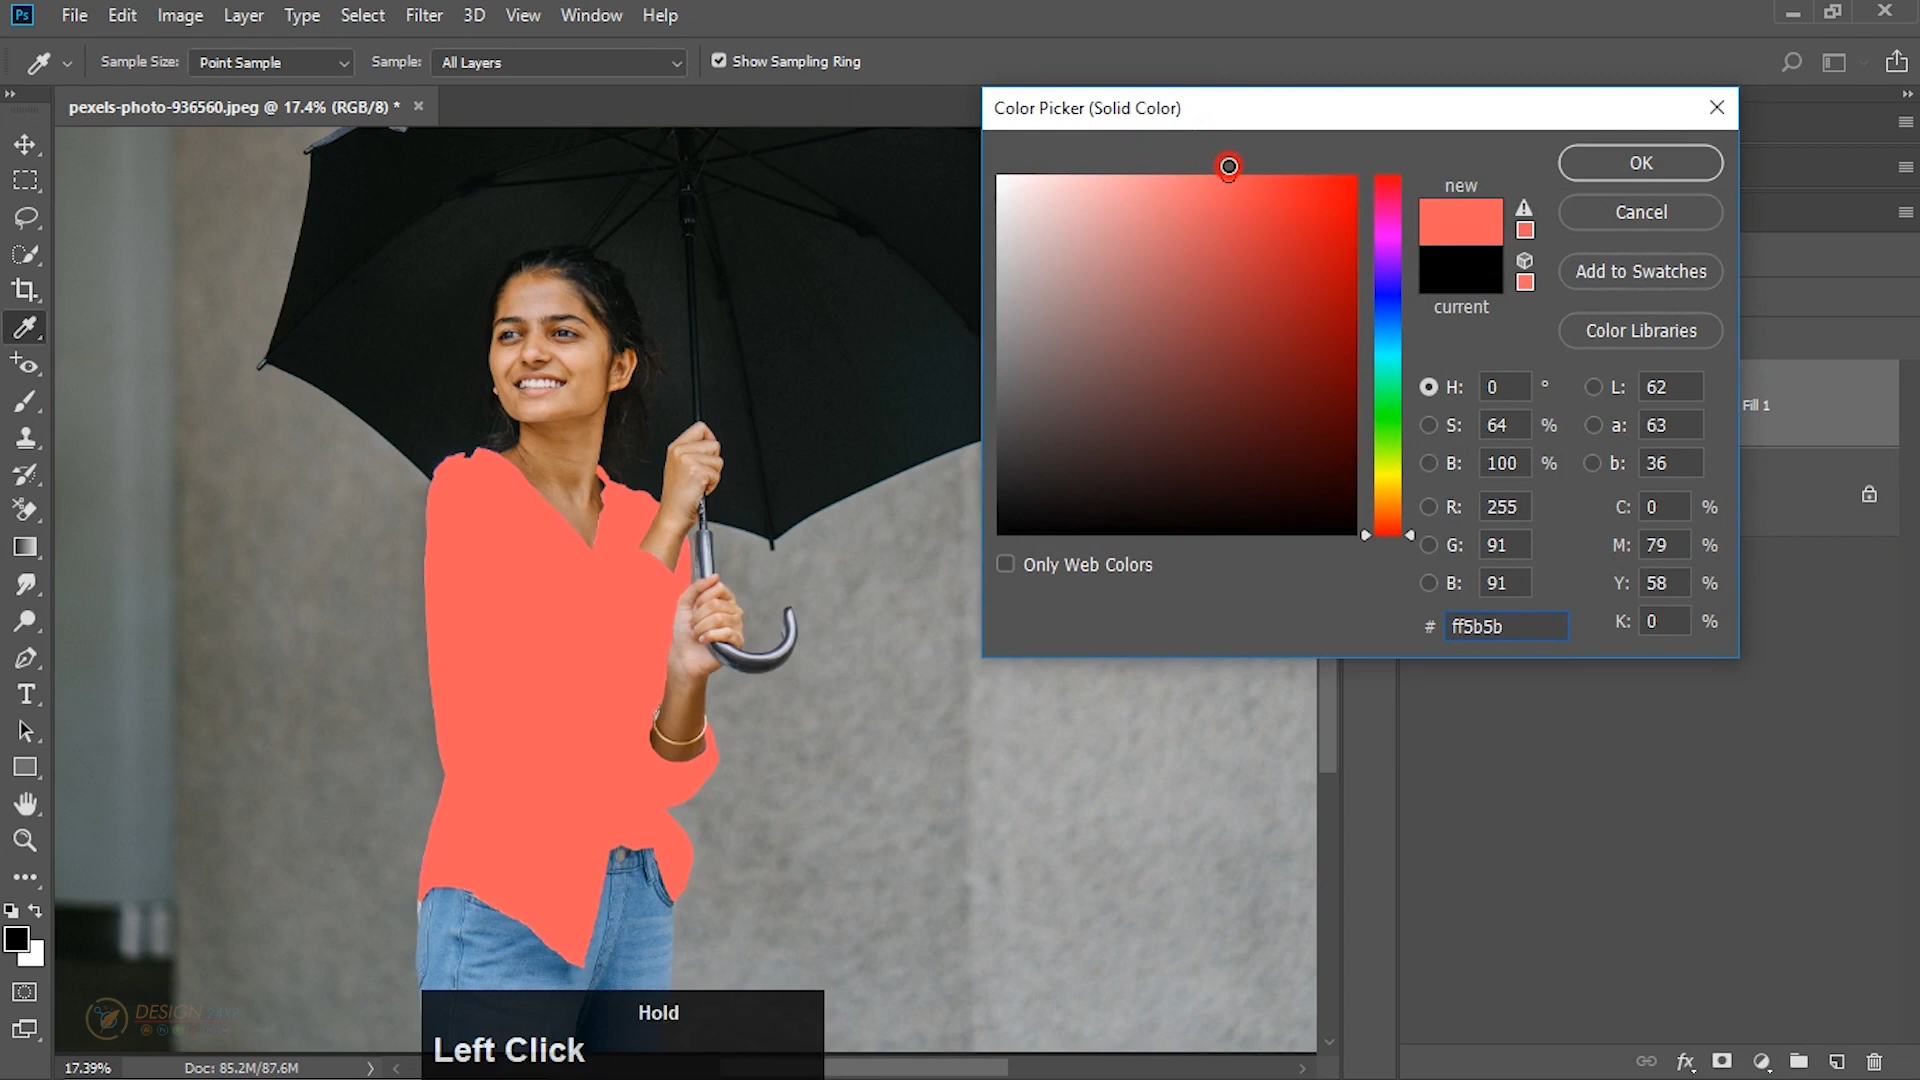 Ps File Edit Image Layer Type Select Filter 3D View Window Help
Sample Size: Point Sample Sample: All Layers Show Sampling Ring
pexels-photo-936560.jpeg @ 17.4% (RGB/8) *
Color Picker (Solid Color)
OK
new
Cancel
Add to Swatches
current
Color Libraries
H: 0 ° L: 62
Fill 1
S: 64 % a: 63
B: 100 % b: 36
R: 255 C: 0 %
G: 91 M: 79 %
Only Web Colors
B: 91 Y: 58 %
# ff5b5b K: 0 %
T
DESIGN
Hold
Left Click
17.39% Doc: 85.2M/87.6M
fx